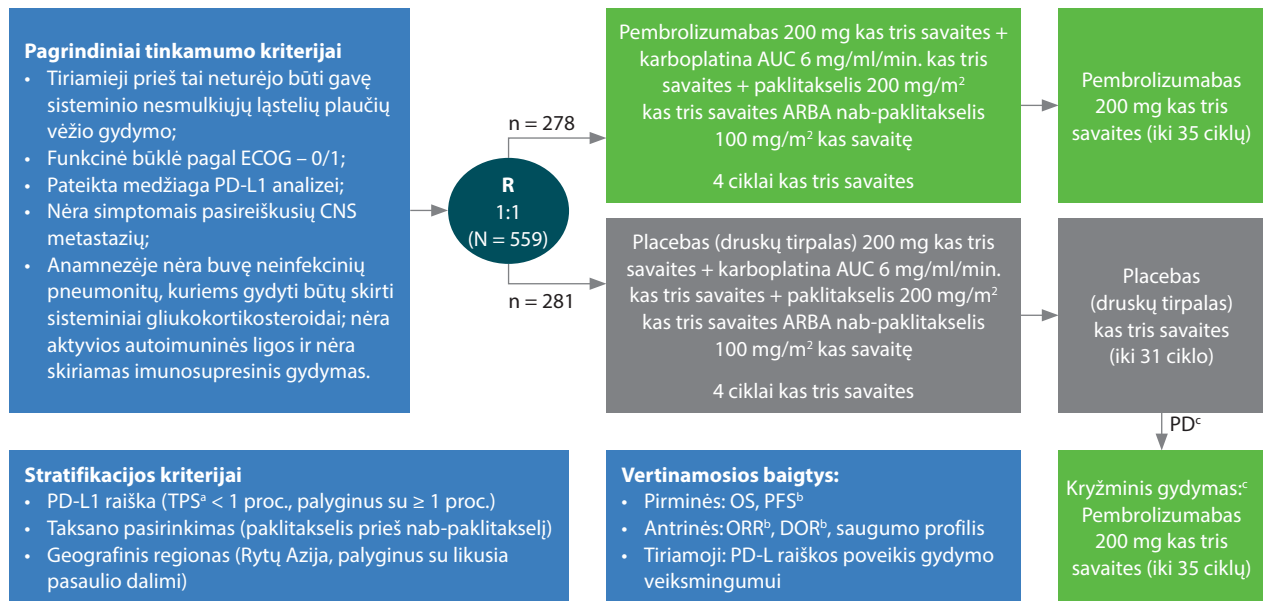 Pagrindiniai tinkamumo kriterijai
• Tiriamieji prieš tai neturėjo būti gavę
sisteminio nesmulkiųjų ląstelių plaučių
vėžio gydymo;
• Funkcinė būklė pagal ECOG – 0/1;
• Pateikta medžiaga PD-L1 analizei;
• Nėra simptomais pasireiškusių CNS
metastazių;
• Anamnezėje nėra buvę neinfekcinių
pneumonitų, kuriems gydyti būtų skirti
sisteminiai gliukokortikosteroidai; nėra
aktyvios autoimuninės ligos ir nėra
skiriamas imunosupresinis gydymas.
R
1:1
(N = 559)
n = 278
n = 281
Pembrolizumabas 200 mg kas tris savaites +
karboplatina AUC 6 mg/ml/min. kas tris
savaites + paklitakselis 200 mg/m²
kas tris savaites ARBA nab-paklitakselis
100 mg/m² kas savaitę
4 ciklai kas tris savaites
Pembrolizumabas
200 mg kas tris
savaites (iki 35 ciklų)
Placebas (druskų tirpalas) 200 mg kas tris
savaites + karboplatina AUC 6 mg/ml/min.
kas tris savaites + paklitakselis 200 mg/m²
kas tris savaites ARBA nab-paklitakselis
100 mg/m² kas savaitę
4 ciklai kas tris savaites
Placebas
(druskų tirpalas)
kas tris savaites
(iki 31 ciklo)
PDᶜ
Kryžminis gydymas:ᶜ
Pembrolizumabas
200 mg kas tris
savaites (iki 35 ciklų)
Stratifikacijos kriterijai
• PD-L1 raiška (TPSᵃ < 1 proc., palyginus su ≥ 1 proc.)
• Taksano pasirinkimas (paklitakselis prieš nab-paklitakselį)
• Geografinis regionas (Rytų Azija, palyginus su likusia
pasaulio dalimi)
Vertinamosios baigtys:
• Pirminės: OS, PFSᵇ
• Antrinės: ORRᵇ, DORᵇ, saugumo profilis
• Tiriamoji: PD-L raiškos poveikis gydymo
veiksmingumui